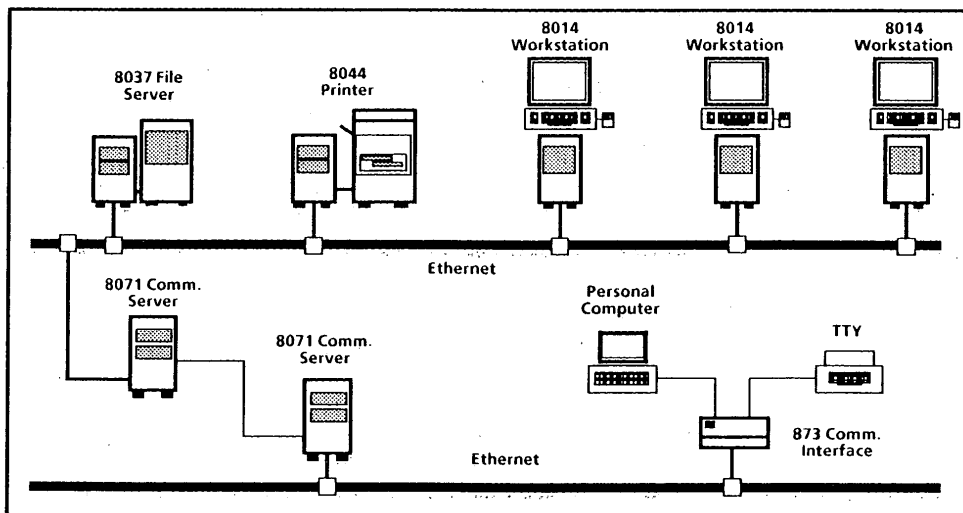 8014
Workstation
8014
Workstation
8014
Workstation
8037 File
Server
8044
Printer
Ethernet
8071 Comm.
Server
8071 Comm.
Server
Personal
Computer
TTY
873 Comm.
Interface
Ethernet